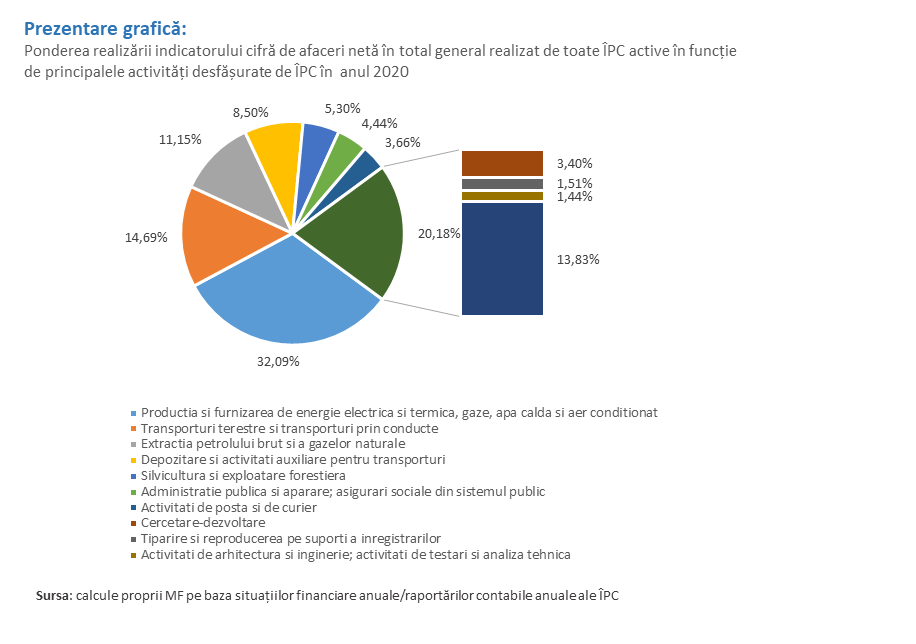 Prezentare grafică:
Ponderea realizării indicatorului cifră de afaceri netă în total general realizat de toate ÎPC active în funcție
de principalele activități desfășurate de ÎPC în anul 2020
5,30%
8,50%
4,44%
11,15%
3,66%
3,40%
1,51%
1,44%
14,69%
20,18%
13,83%
32,09%
Productia si furnizarea de energie electrica si termica, gaze, apa calda si aer conditionat
Transporturi terestre si transporturi prin conducte
Extractia petrolului brut si a gazelor naturale
Depozitare si activitati auxiliare pentru transporturi
Silvicultura si exploatare forestiera
Administratie publica si aparare; asigurari sociale din sistemul public
Activitati de posta si de curier
Cercetare-dezvoltare
Tiparire si reproducerea pe suporti a inregistrarilor
Activitati de arhitectura si inginerie; activitati de testari si analiza tehnica
Sursa: calcule proprii MF pe baza situațiilor financiare anuale/raportărilor contabile anuale ale ÎPC